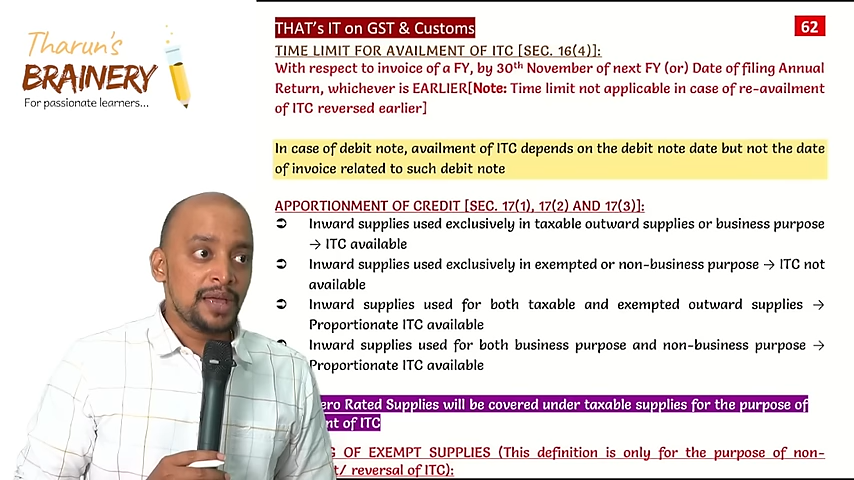 Tharun's
BRAINERY
For passionate learners...
THAT's IT on GST & Customs
62
TIME LIMIT FOR AVAILMENT OF ITC [SEC. 16(4)]:
With respect to invoice of a FY, by 30th November of next FY (or) Date of filing Annual
Return, whichever is EARLIER[Note: Time limit not applicable in case of re-availment
of ITC reversed earlier]
In case of debit note, availment of ITC depends on the debit note date but not the date
of invoice related to such debit note
APPORTIONMENT OF CREDIT [SEC. 17(1), 17(2) AND 17(3)]:
➲ Inward supplies used exclusively in taxable outward supplies or business purpose
→ ITC available
➲ Inward supplies used exclusively in exempted or non-business purpose → ITC not
available
➲ Inward supplies used for both taxable and exempted outward supplies →
Proportionate ITC available
➲ Inward supplies used for both business purpose and non-business purpose →
Proportionate ITC available
Rated Supplies will be covered under taxable supplies for the purpose of
of ITC
OF EXEMPT SUPPLIES (This definition is only for the purpose of non-
/ reversal of ITC):